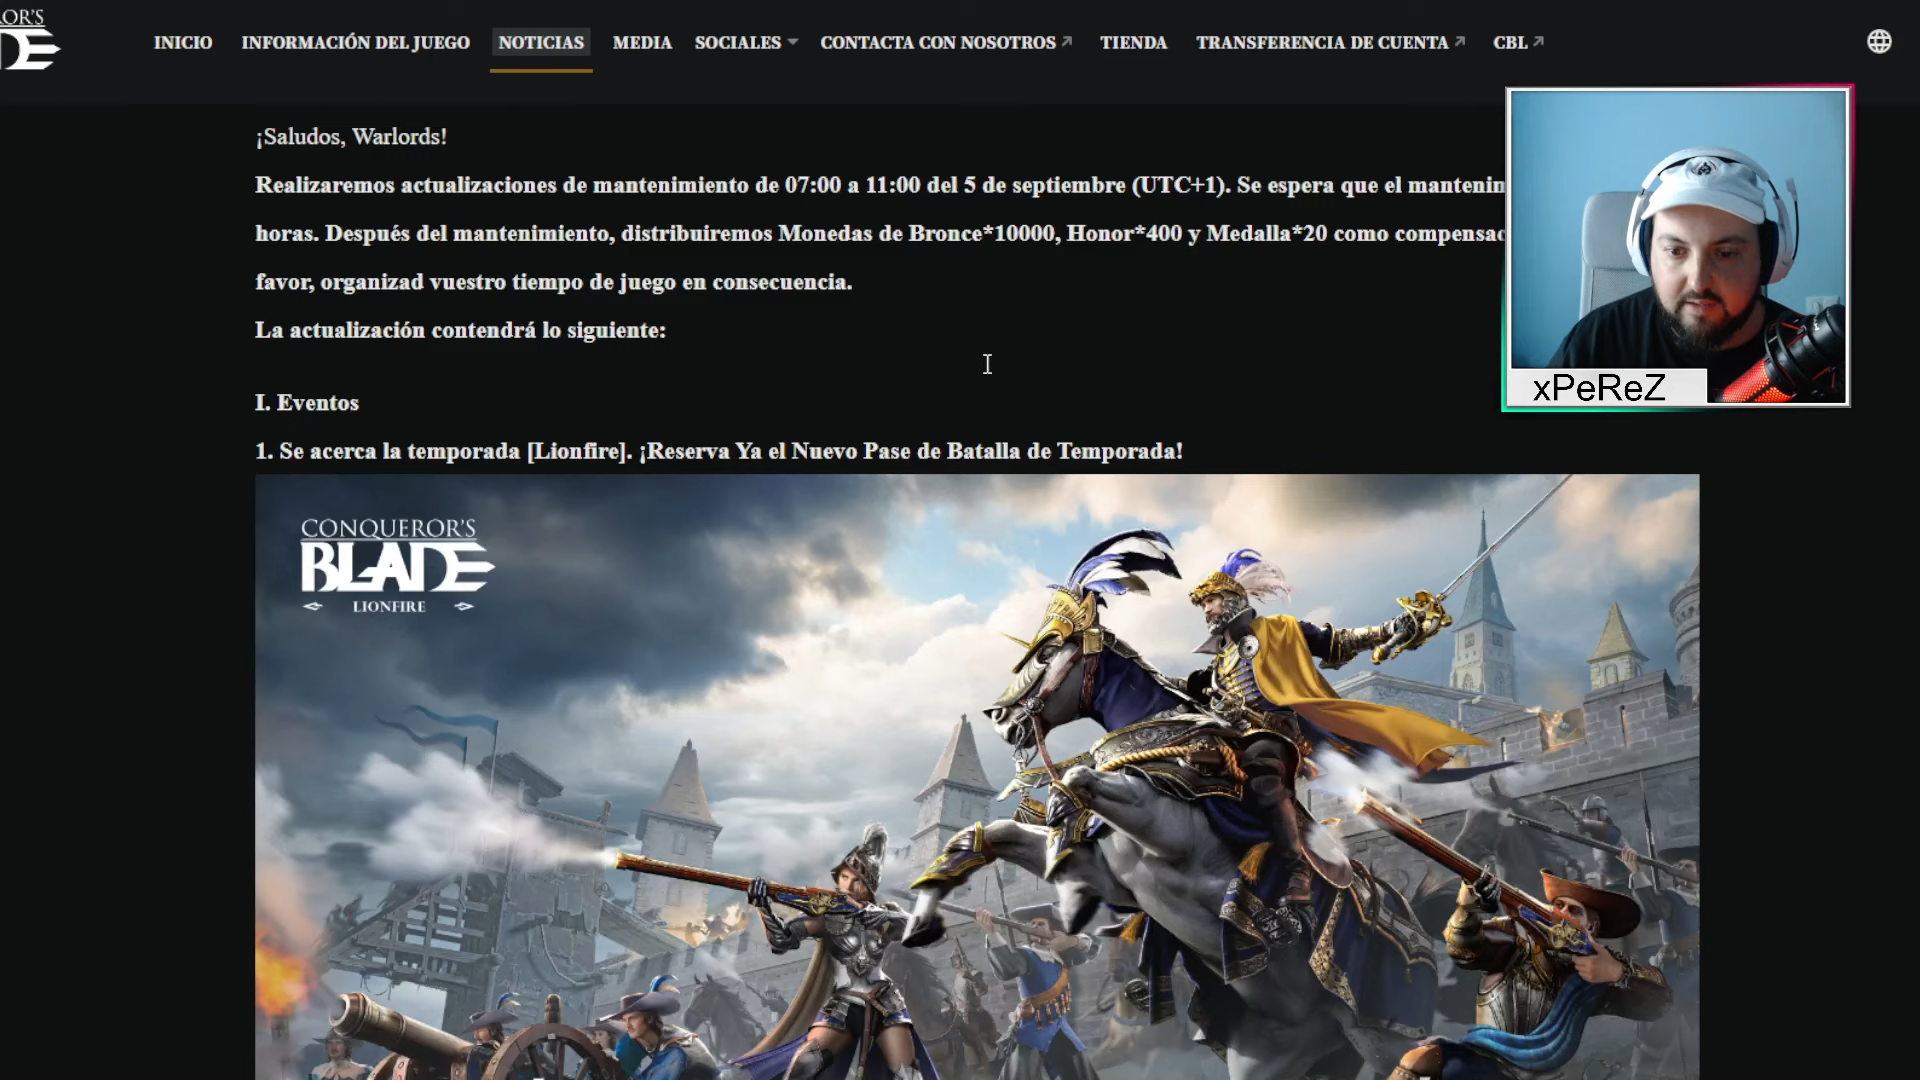 OR'S
DE
INICIO INFORMACIÓN DEL JUEGO NOTICIAS MEDIA SOCIALES CONTACTA CON NOSOTROS TIENDA TRANSFERENCIA DE CUENTA CBL
¡Saludos, Warlords!
Realizaremos actualizaciones de mantenimiento de 07:00 a 11:00 del 5 de septiembre (UTC+1). Se espera que el mantenin
horas. Después del mantenimiento, distribuiremos Monedas de Bronce*10000, Honor*400 y Medalla*20 como compensac
favor, organizad vuestro tiempo de juego en consecuencia.
La actualización contendrá lo siguiente:
xPeReZ
I. Eventos
1. Se acerca la temporada [Lionfire]. ¡Reserva Ya el Nuevo Pase de Batalla de Temporada!
CONQUEROR'S
BLADE
LIONFIRE